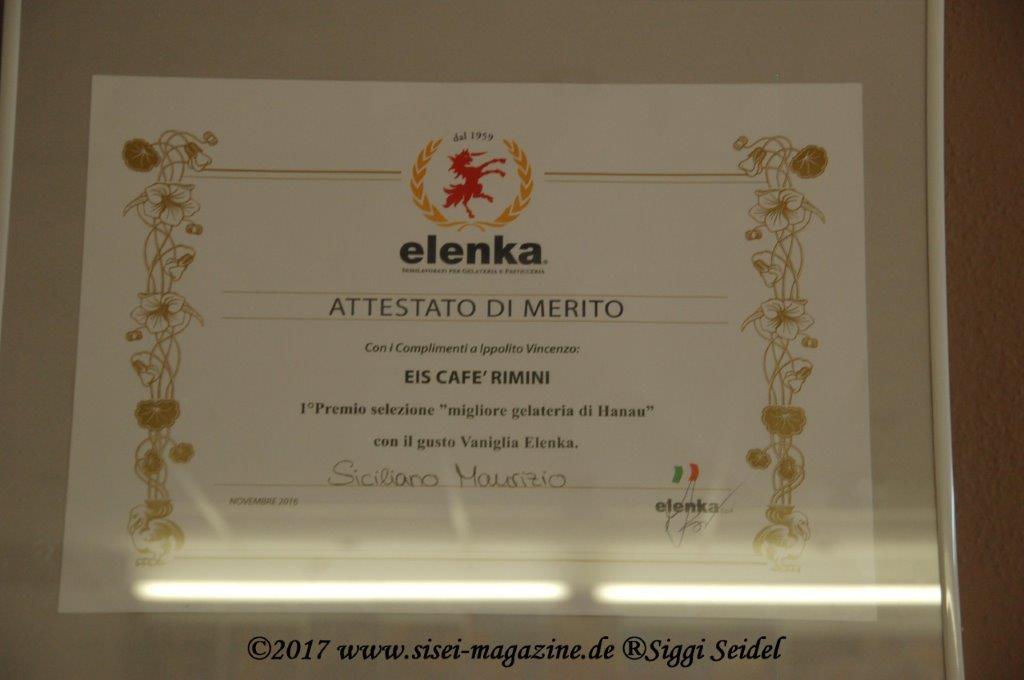 dal 1959
elenka®
SEMILAVORATI PER GELATERIA E PASTICCERIA
ATTESTATO DI MERITO
Con i Complimenti a Ippolito Vincenzo:
EIS CAFE' RIMINI
1°Premio selezione "migliore gelateria di Hanau"
con il gusto Vaniglia Elenka.
Siciliano Maurizio
NOVEMBRE 2016
elenka
©2017 www.sisei-magazine.de ®Siggi Seidel